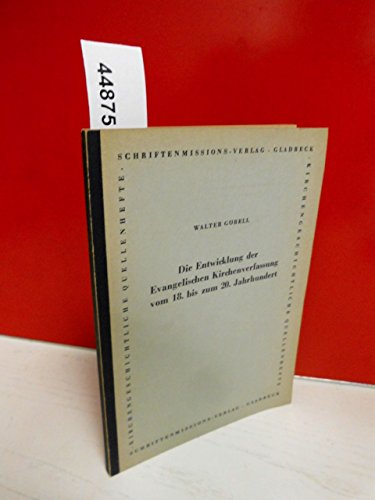 44875
SCHRIFTENMISSIONS-VERLAG · GLADBECK
KIRCHENGESCHICHTLICHE QUELLENHEFTE
WALTER GÖBELL
Die Entwicklung der
Evangelischen Kirchenverfassung
vom 18. bis zum 20. Jahrhundert
KIRCHENGESCHICHTLICHE QUELLENHEFTE
SCHRIFTENMISSIONS-VERLAG · GLADBECK